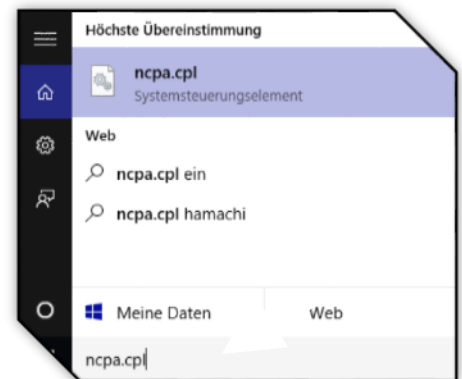 Höchste Übereinstimmung
ncpa.cpl
Systemsteuerungselement
Web
ncpa.cpl ein
ncpa.cpl hamachi
Meine Daten
Web
ncpa.cpl